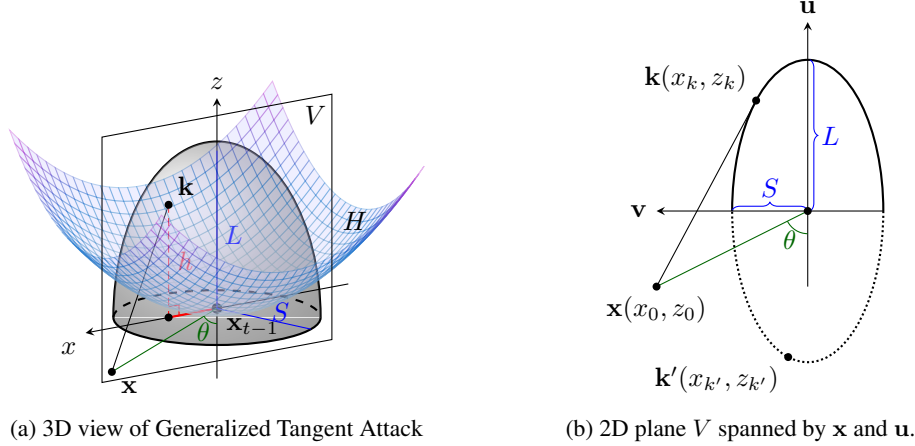 z
V
k
H
L
h
S
x_{t−1}
θ
x
x
(a) 3D view of Generalized Tangent Attack
u
k(x_k, z_k)
L
S
v
θ
x(x_0, z_0)
k′(x_{k′}, z_{k′})
(b) 2D plane V spanned by x and u.